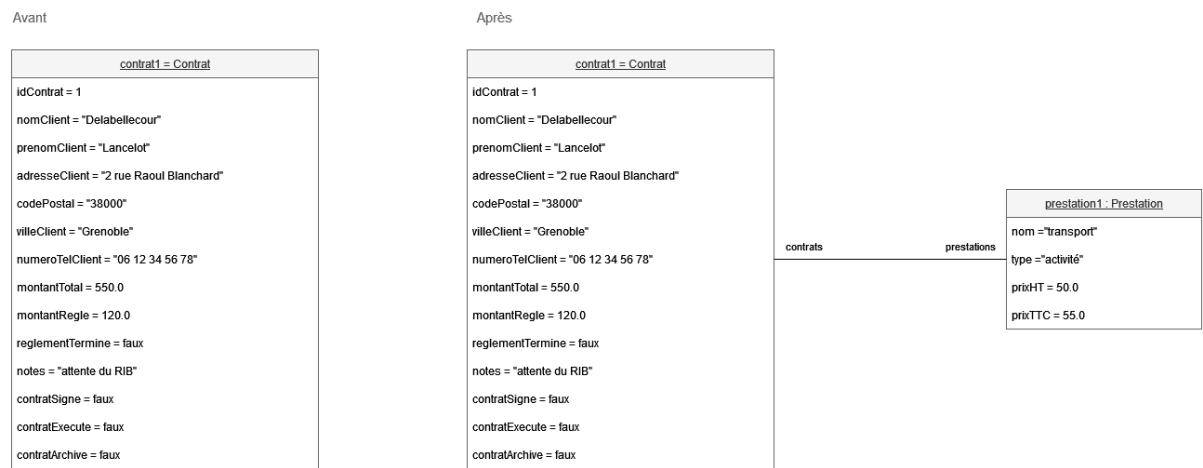 Avant
contrat1 = Contrat
idContrat = 1
nomClient = "Delabellecour"
prenomClient = "Lancelot"
adresseClient = "2 rue Raoul Blanchard"
codePostal = "38000"
villeClient = "Grenoble"
numeroTelClient = "06 12 34 56 78"
montantTotal = 550.0
montantRegle = 120.0
reglementTermine = faux
notes = "attente du RIB"
contratSigne = faux
contratExecute = faux
contratArchive = faux
Après
contrat1 = Contrat
idContrat = 1
nomClient = "Delabellecour"
prenomClient = "Lancelot"
adresseClient = "2 rue Raoul Blanchard"
codePostal = "38000"
villeClient = "Grenoble"
numeroTelClient = "06 12 34 56 78"
montantTotal = 550.0
montantRegle = 120.0
reglementTermine = faux
notes = "attente du RIB"
contratSigne = faux
contratExecute = faux
contratArchive = faux
contrats
prestations
prestation1 : Prestation
nom ="transport"
type ="activité"
prixHT = 50.0
prixTTC = 55.0